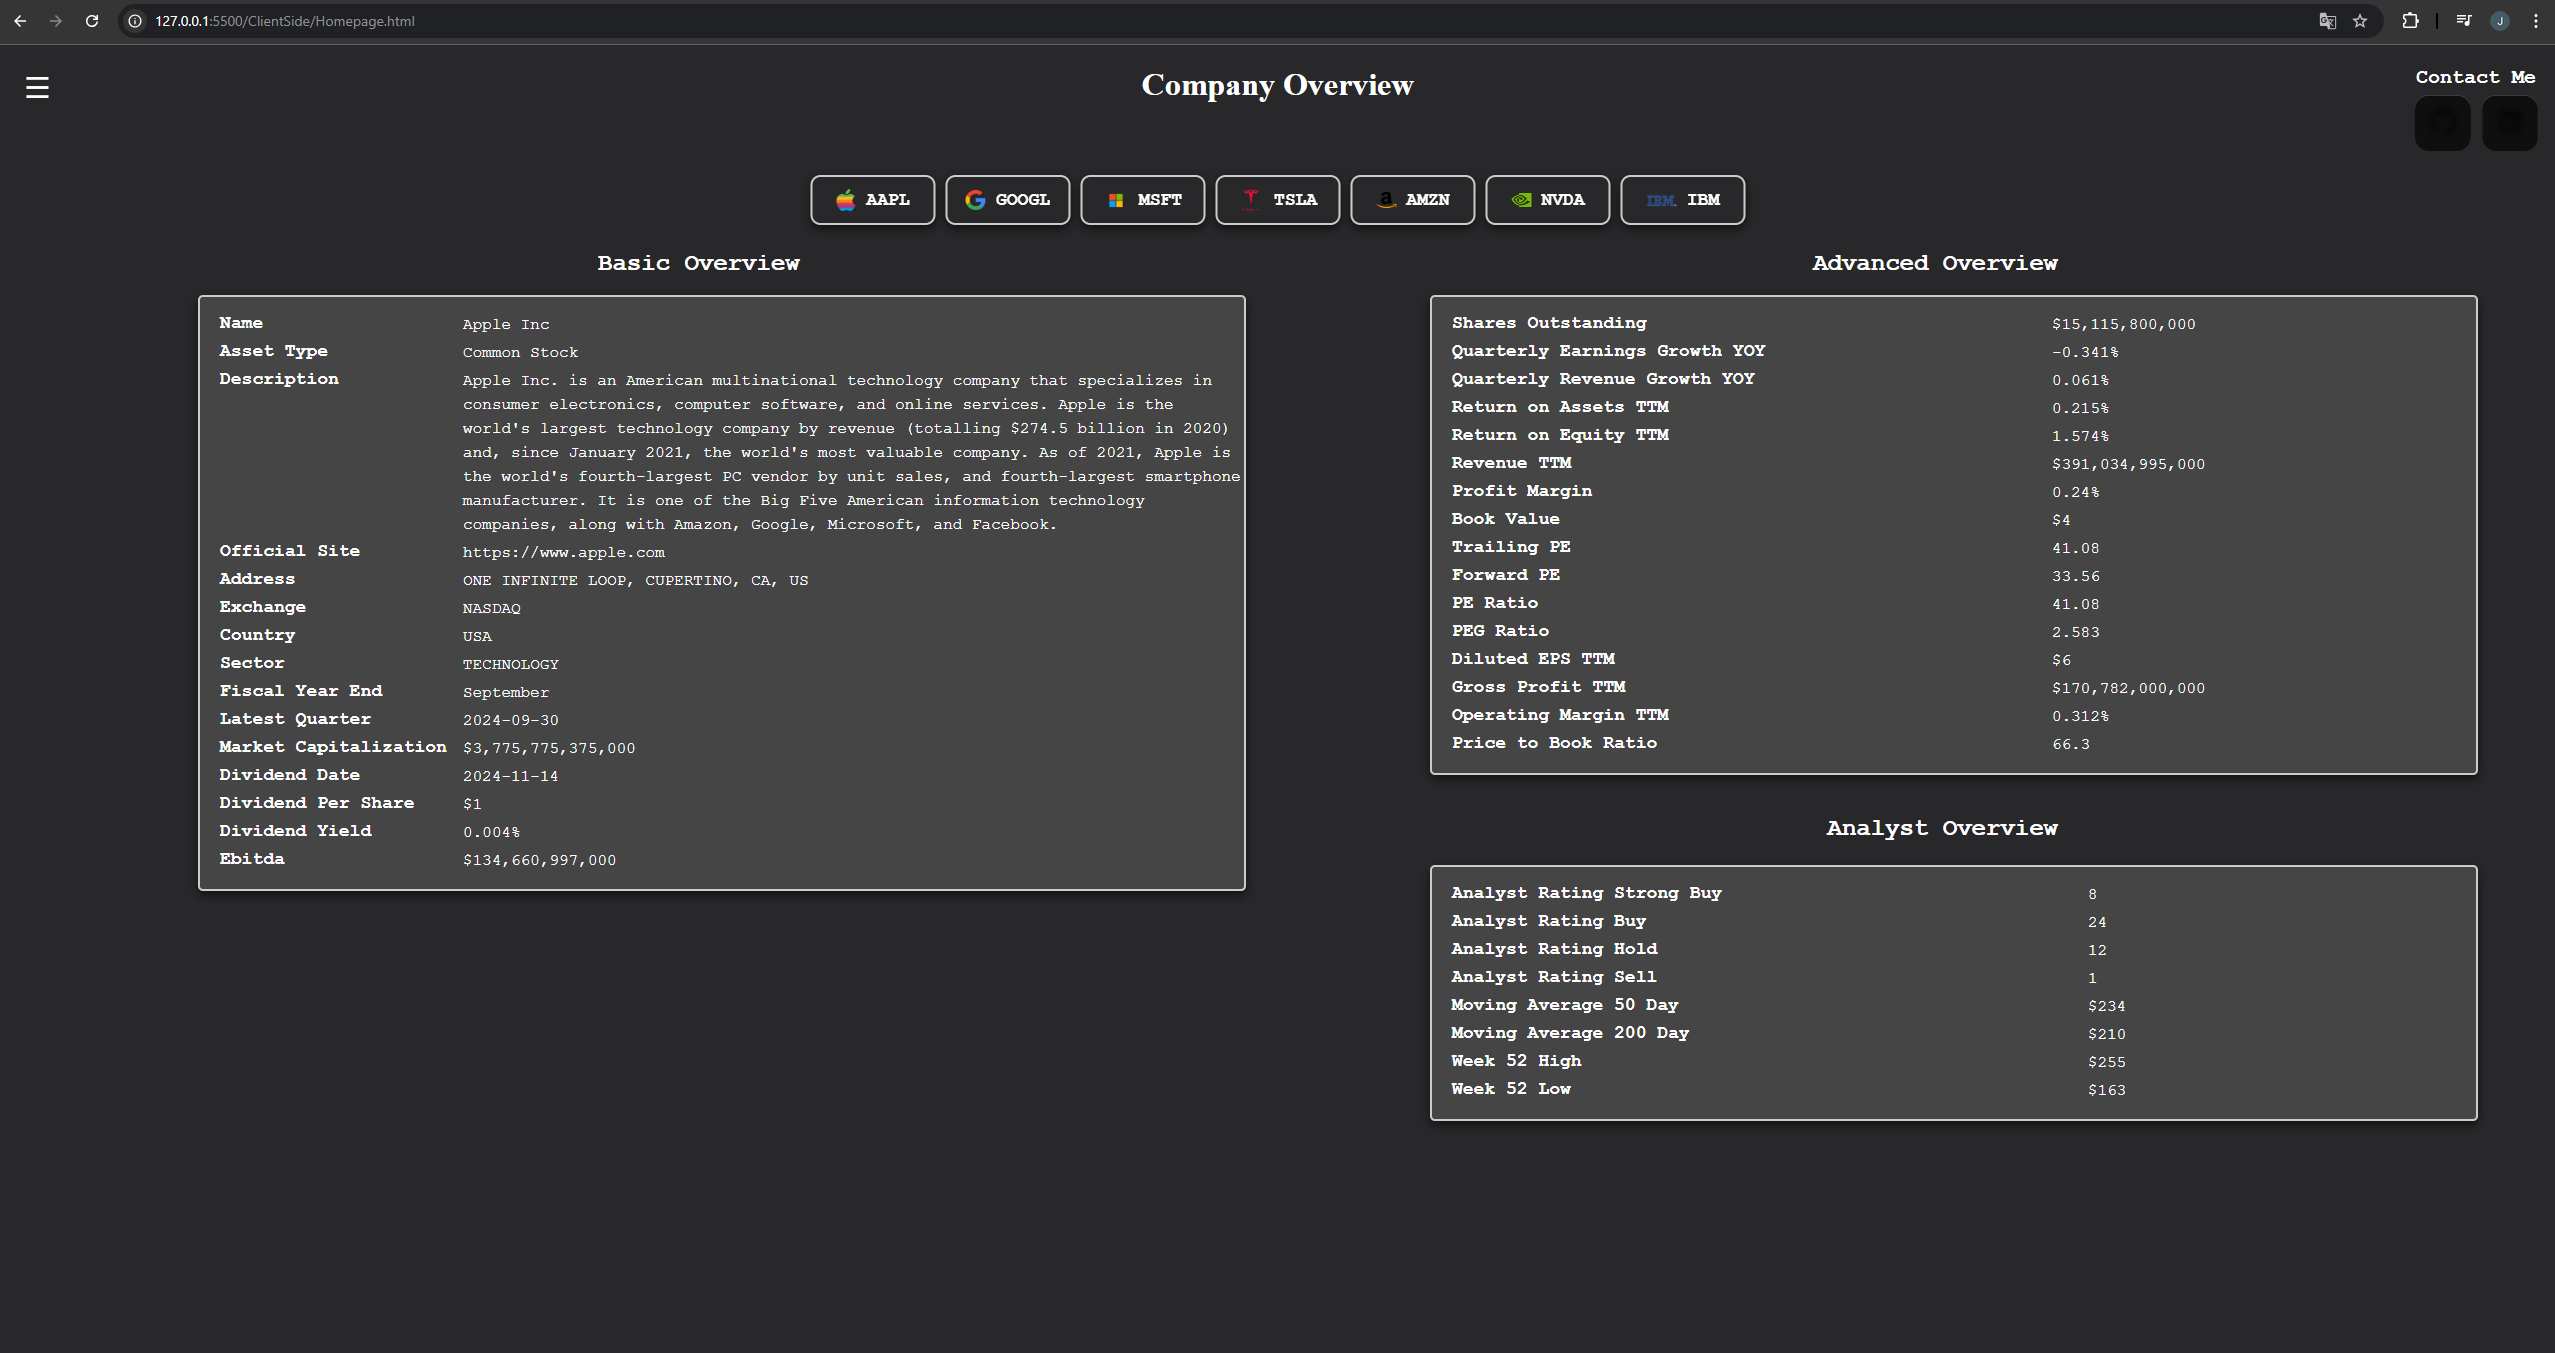 127.0.0.1:5500/ClientSide/Homepage.html
J
Company Overview
Contact Me
AAPL GOOGL MSFT TSLA AMZN NVDA IBM IBM
Basic Overview
Name Apple Inc
Asset Type Common Stock
Description Apple Inc. is an American multinational technology company that specializes in
consumer electronics, computer software, and online services. Apple is the
world's largest technology company by revenue (totalling $274.5 billion in 2020)
and, since January 2021, the world's most valuable company. As of 2021, Apple is
the world's fourth-largest PC vendor by unit sales, and fourth-largest smartphone
manufacturer. It is one of the Big Five American information technology
companies, along with Amazon, Google, Microsoft, and Facebook.
Official Site https://www.apple.com
Address ONE INFINITE LOOP, CUPERTINO, CA, US
Exchange NASDAQ
Country USA
Sector TECHNOLOGY
Fiscal Year End September
Latest Quarter 2024-09-30
Market Capitalization $3,775,775,375,000
Dividend Date 2024-11-14
Dividend Per Share $1
Dividend Yield 0.004%
Ebitda $134,660,997,000
Advanced Overview
Shares Outstanding $15,115,800,000
Quarterly Earnings Growth YOY -0.341%
Quarterly Revenue Growth YOY 0.061%
Return on Assets TTM 0.215%
Return on Equity TTM 1.574%
Revenue TTM $391,034,995,000
Profit Margin 0.24%
Book Value $4
Trailing PE 41.08
Forward PE 33.56
PE Ratio 41.08
PEG Ratio 2.583
Diluted EPS TTM $6
Gross Profit TTM $170,782,000,000
Operating Margin TTM 0.312%
Price to Book Ratio 66.3
Analyst Overview
Analyst Rating Strong Buy 8
Analyst Rating Buy 24
Analyst Rating Hold 12
Analyst Rating Sell 1
Moving Average 50 Day $234
Moving Average 200 Day $210
Week 52 High $255
Week 52 Low $163